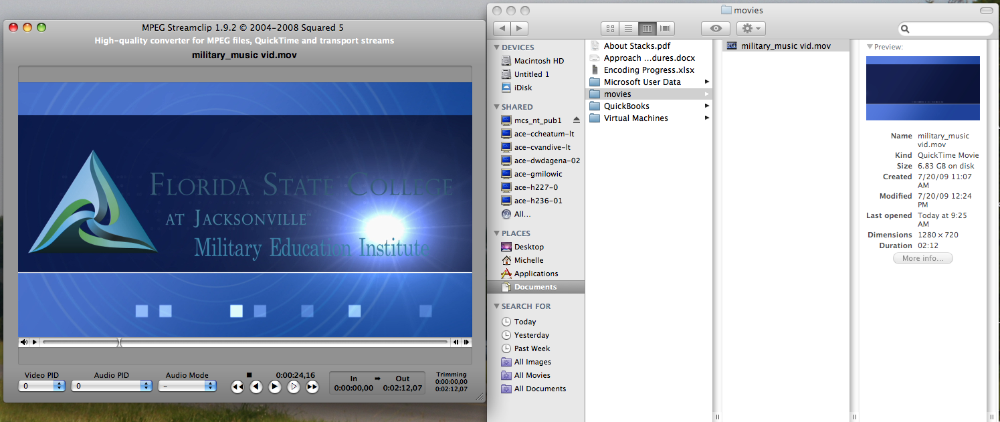 MPEG Streamclip 1.9.2 © 2004-2008 Squared 5
High-quality converter for MPEG files, QuickTime and transport streams
military_music vid.mov
FLORIDA STATE COLLEGE
AT JACKSONVILLE™
Military Education Institute
Video PID
Audio PID
Audio Mode
0:00:24,16
0
0
–
In
Out
0:00:00,00
0:02:12,07
Trimming
0:00:00,00
0:02:12,07
movies
DEVICES
Macintosh HD
Untitled 1
iDisk
SHARED
mcs_nt_pub1
ace-ccheatum-lt
ace-cvandive-lt
ace-dwdagena-02
ace-gmilowic
ace-h227-0
ace-h236-01
All...
PLACES
Desktop
Michelle
Applications
Documents
SEARCH FOR
Today
Yesterday
Past Week
All Images
All Movies
All Documents
About Stacks.pdf
Approach ...dures.docx
Encoding Progress.xlsx
Microsoft User Data
movies
QuickBooks
Virtual Machines
military_music vid.mov
Preview:
Name military_music
vid.mov
Kind QuickTime Movie
Size 6.83 GB on disk
Created 7/20/09 11:07
AM
Modified 7/20/09 12:24
PM
Last opened Today at 9:25
AM
Dimensions 1280 × 720
Duration 02:12
More info...